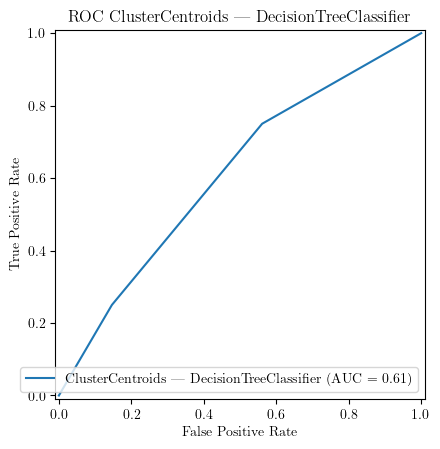 ROC ClusterCentroids — DecisionTreeClassifier
1.0
0.8
0.6
0.4
0.2
0.0
True Positive Rate
ClusterCentroids — DecisionTreeClassifier (AUC = 0.61)
0.0 0.2 0.4 0.6 0.8 1.0
False Positive Rate